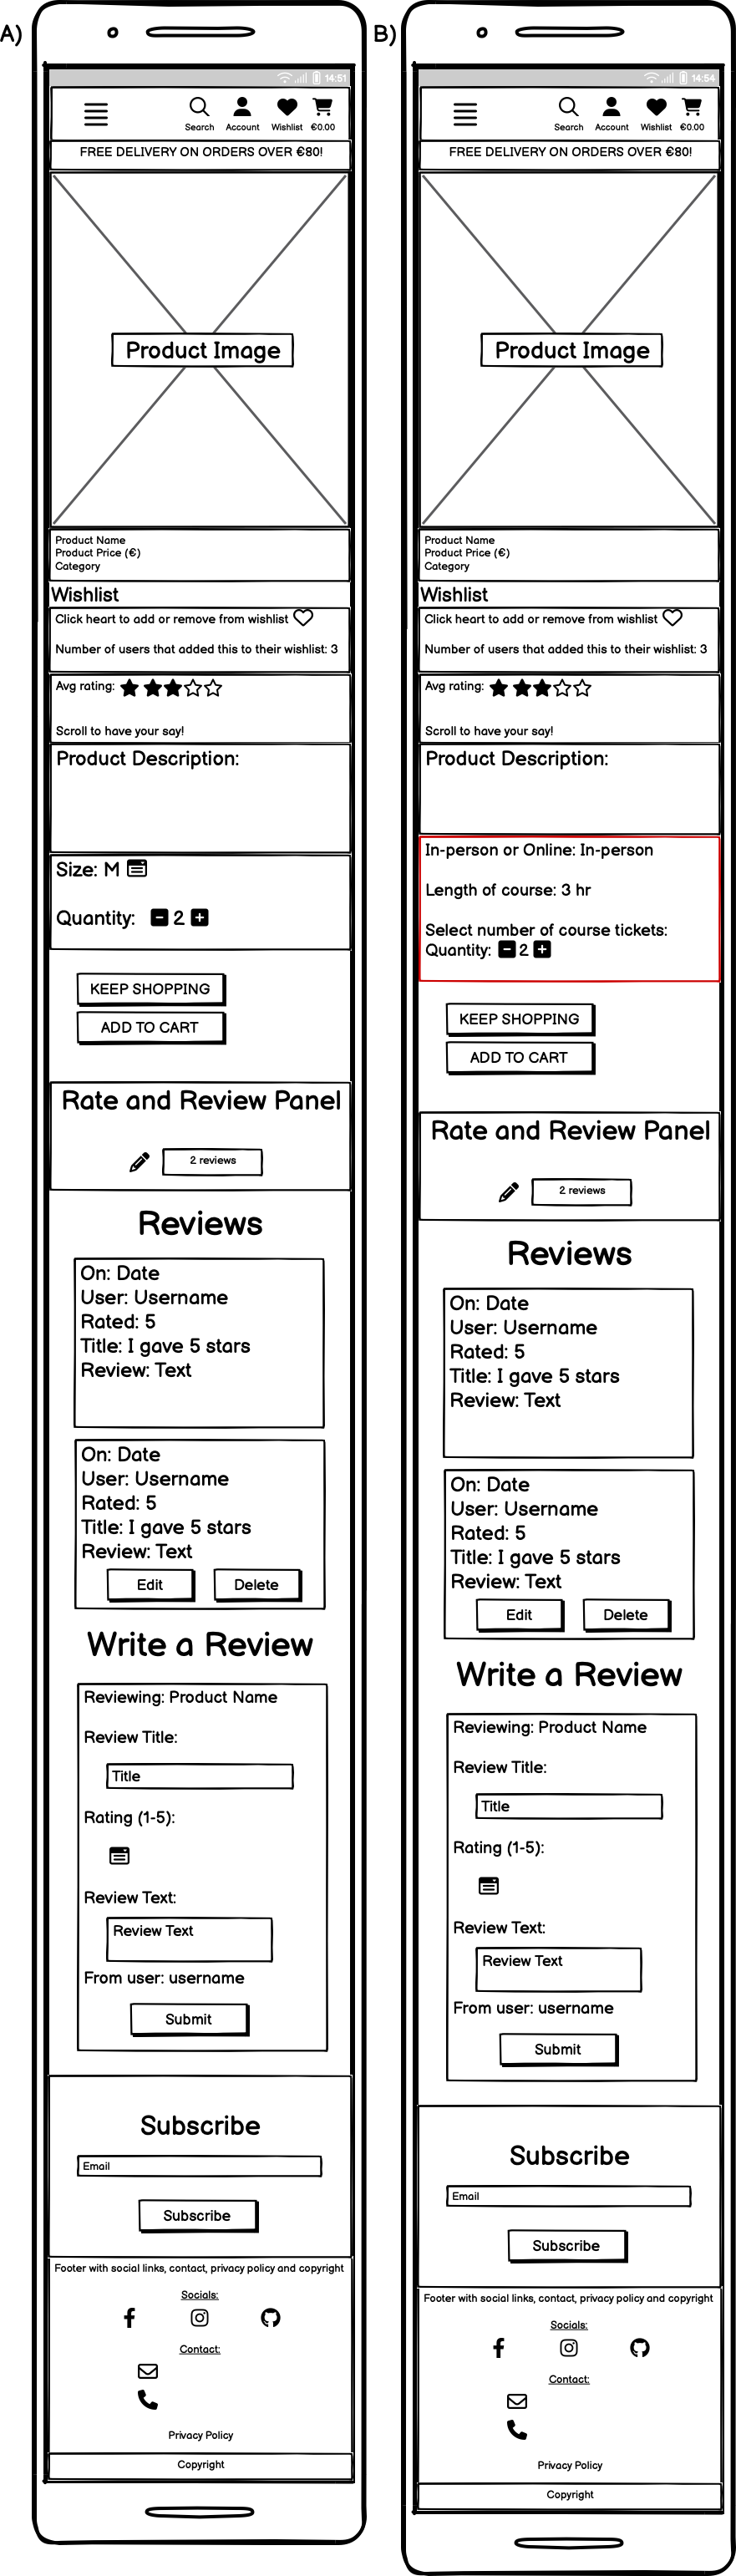 A)
14:51
Search Account Wishlist €0.00
FREE DELIVERY ON ORDERS OVER €80!
Product Image
Product Name
Product Price (€)
Category
Wishlist
Click heart to add or remove from wishlist
Number of users that added this to their wishlist: 3
Avg rating:
Scroll to have your say!
Product Description:
Size: M
Quantity: 2
KEEP SHOPPING
ADD TO CART
Rate and Review Panel
2 reviews
Reviews
On: Date
User: Username
Rated: 5
Title: I gave 5 stars
Review: Text
On: Date
User: Username
Rated: 5
Title: I gave 5 stars
Review: Text
Edit Delete
Write a Review
Reviewing: Product Name
Review Title:
Title
Rating (1-5):
Review Text:
Review Text
From user: username
Submit
Subscribe
Email
Subscribe
Footer with social links, contact, privacy policy and copyright
Socials:
Contact:
Privacy Policy
Copyright
B)
14:54
Search Account Wishlist €0.00
FREE DELIVERY ON ORDERS OVER €80!
Product Image
Product Name
Product Price (€)
Category
Wishlist
Click heart to add or remove from wishlist
Number of users that added this to their wishlist: 3
Avg rating:
Scroll to have your say!
Product Description:
In-person or Online: In-person
Length of course: 3 hr
Select number of course tickets:
Quantity: 2
KEEP SHOPPING
ADD TO CART
Rate and Review Panel
2 reviews
Reviews
On: Date
User: Username
Rated: 5
Title: I gave 5 stars
Review: Text
On: Date
User: Username
Rated: 5
Title: I gave 5 stars
Review: Text
Edit Delete
Write a Review
Reviewing: Product Name
Review Title:
Title
Rating (1-5):
Review Text:
Review Text
From user: username
Submit
Subscribe
Email
Subscribe
Footer with social links, contact, privacy policy and copyright
Socials:
Contact:
Privacy Policy
Copyright